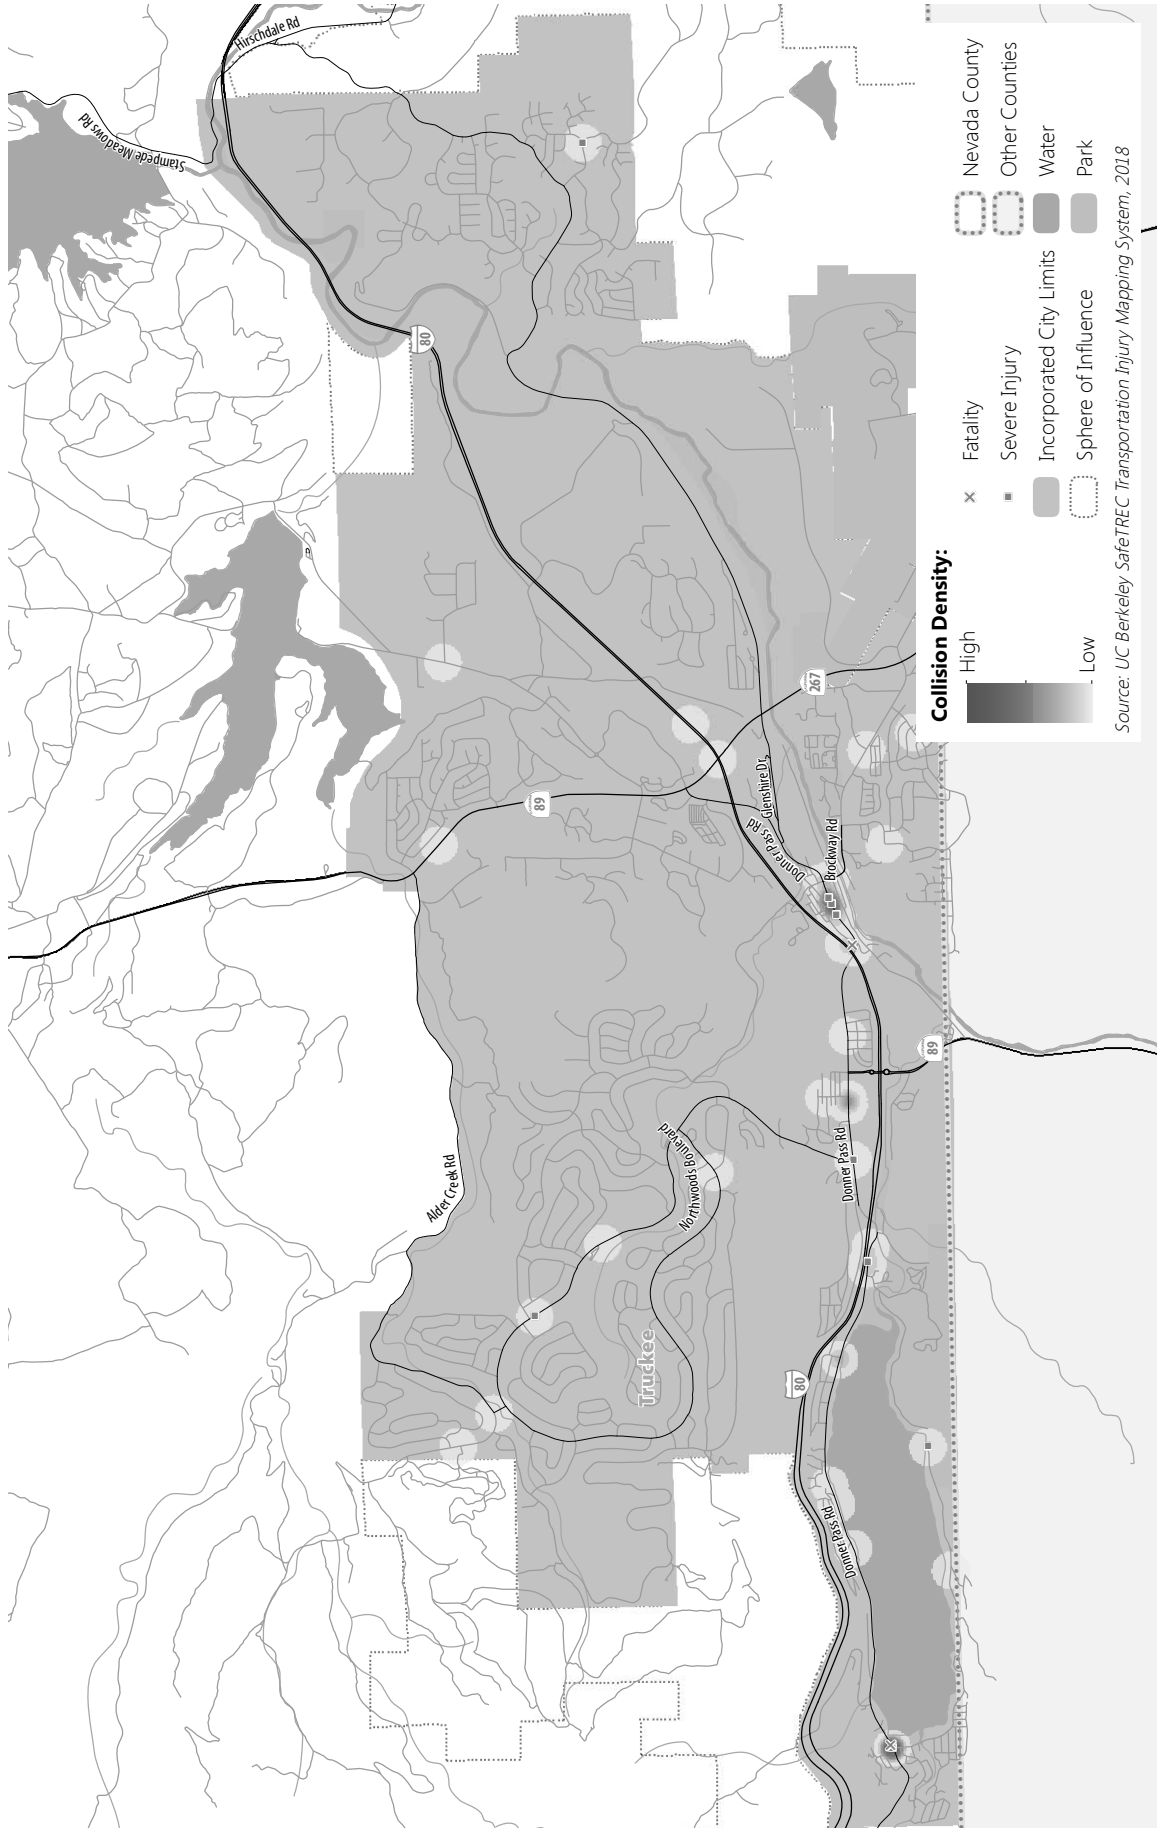 Hirschdale Rd
Stampede Meadows Rd
80
89
267
Glenshire Dr
Donner Pass Rd
Brockway Rd
Alder Creek Rd
Northwoods Boulevard
Donner Pass Rd
89
Truckee
80
Donner Pass Rd
Collision Density:
High
Low
Fatality
Severe Injury
Incorporated City Limits
Sphere of Influence
Nevada County
Other Counties
Water
Park
Source: UC Berkeley SafeTREC Transportation Injury Mapping System, 2018